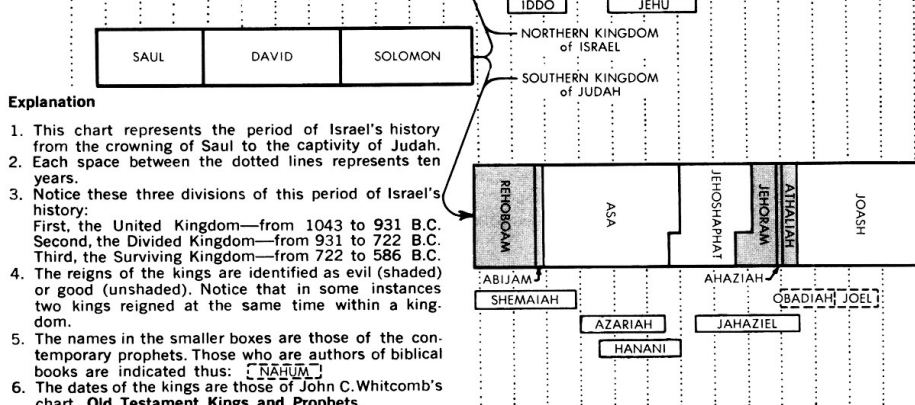 IDDO
JEHU
NORTHERN KINGDOM
of ISRAEL
SAUL
DAVID
SOLOMON
SOUTHERN KINGDOM
of JUDAH
Explanation
1. This chart represents the period of Israel's history
from the crowning of Saul to the captivity of Judah.
2. Each space between the dotted lines represents ten
years.
3. Notice these three divisions of this period of Israel's
history:
First, the United Kingdom—from 1043 to 931 B.C.
Second, the Divided Kingdom—from 931 to 722 B.C.
Third, the Surviving Kingdom—from 722 to 586 B.C.
4. The reigns of the kings are identified as evil (shaded)
or good (unshaded). Notice that in some instances
two kings reigned at the same time within a king-
dom.
5. The names in the smaller boxes are those of the con-
temporary prophets. Those who are authors of biblical
books are indicated thus: NAHUM
6. The dates of the kings are those of John C. Whitcomb's
chart, Old Testament Kings and Prophets
REHOBOAM
ASA
JEHOSHAPHAT
JEHORAM
ATHALIAH
JOASH
ABIJAM
AHAZIAH
SHEMAIAH
OBADIAH
JOEL
AZARIAH
JAHAZIEL
HANANI